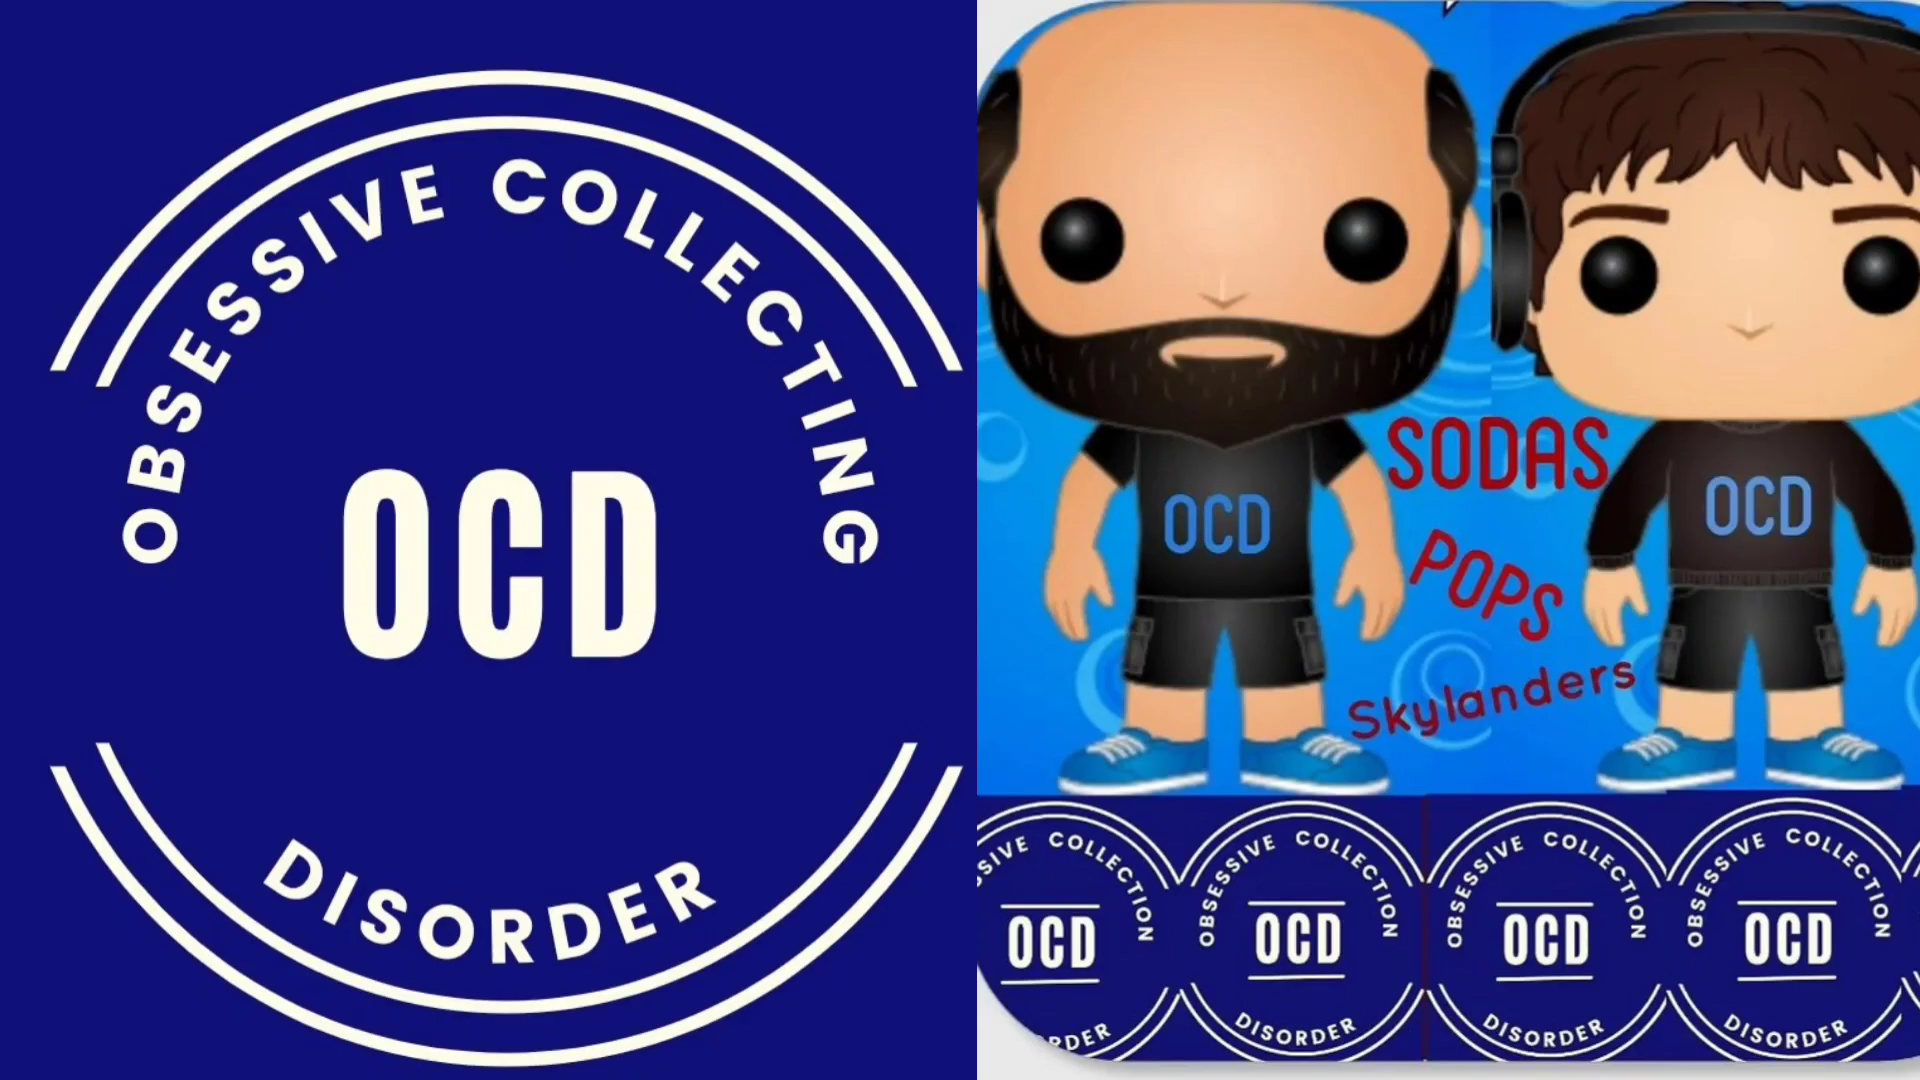 OBSESSIVE COLLECTING
OCD
DISORDER
OCD
OCD
SODAS
POPS
Skylanders
SSIVE COLLECTION
OCD
RDER
OBSESSIVE COLLECTION
OCD
DISORDER
OBSESSIVE COLLECTION
OCD
DISORDER
OBSESSIVE COLLECTION
OCD
DISORDER